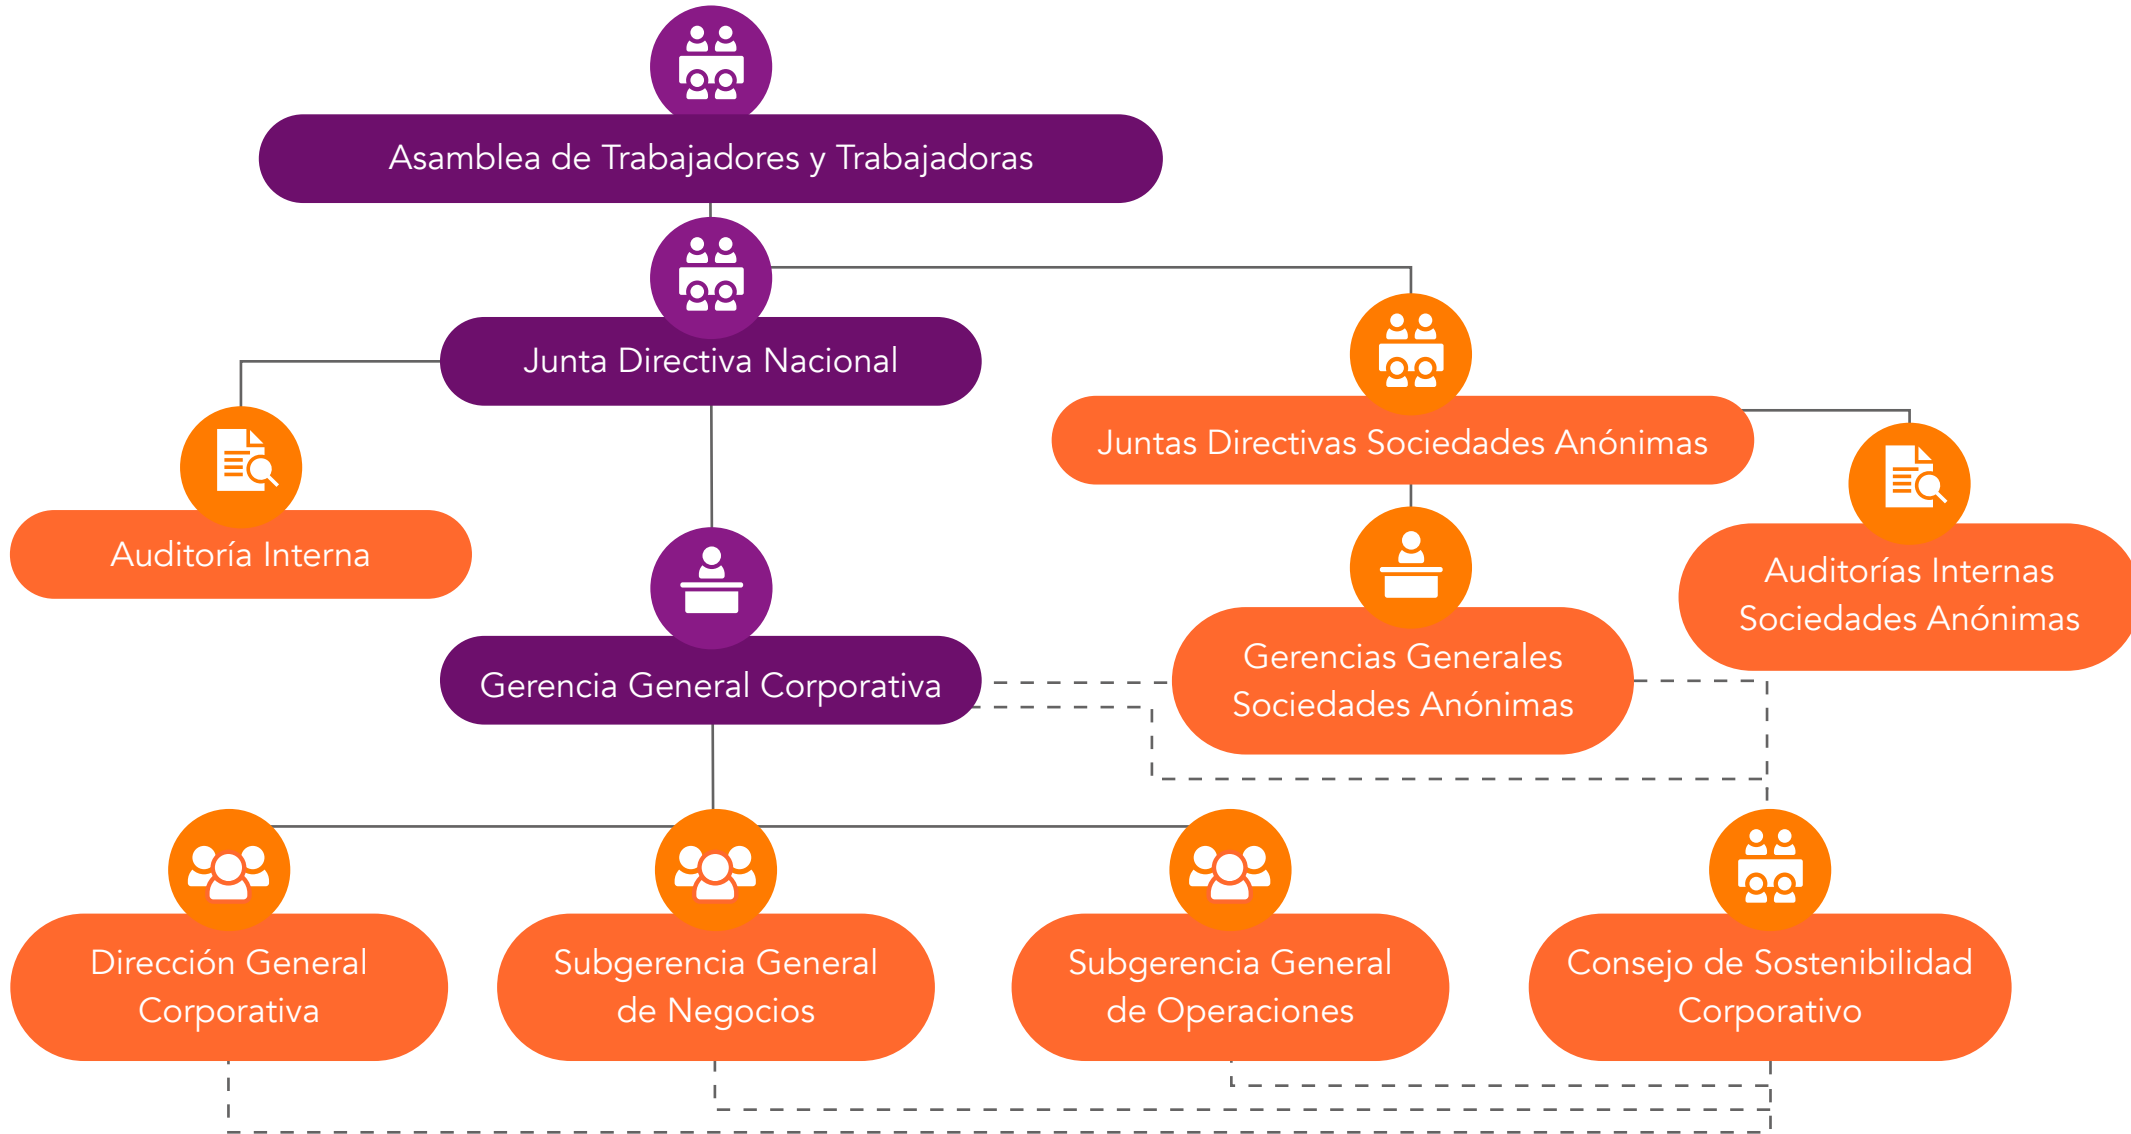 Asamblea de Trabajadores y Trabajadoras
Junta Directiva Nacional
Juntas Directivas Sociedades Anónimas
Auditoría Interna
Auditorías Internas
Sociedades Anónimas
Gerencia General Corporativa
Gerencias Generales
Sociedades Anónimas
Dirección General
Corporativa
Subgerencia General
de Negocios
Subgerencia General
de Operaciones
Consejo de Sostenibilidad
Corporativo